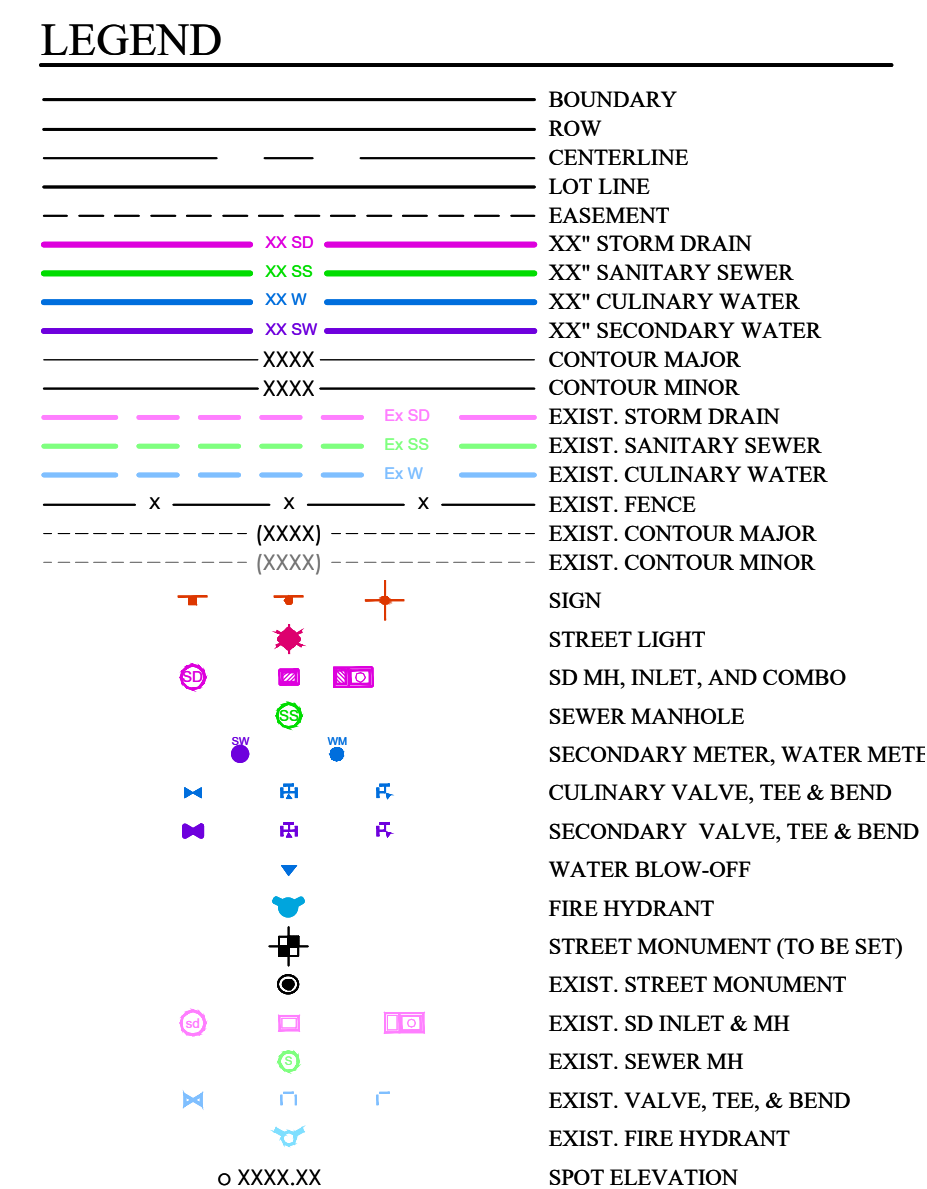 LEGEND
BOUNDARY
ROW
CENTERLINE
LOT LINE
EASEMENT
XX SD XX" STORM DRAIN
XX SS XX" SANITARY SEWER
XX W XX" CULINARY WATER
XX SW XX" SECONDARY WATER
XXXX CONTOUR MAJOR
XXXX CONTOUR MINOR
Ex SD EXIST. STORM DRAIN
Ex SS EXIST. SANITARY SEWER
Ex W EXIST. CULINARY WATER
X X X EXIST. FENCE
(XXXX) EXIST. CONTOUR MAJOR
(XXXX) EXIST. CONTOUR MINOR
SIGN
STREET LIGHT
SD SD MH, INLET, AND COMBO
SS SEWER MANHOLE
SW WM SECONDARY METER, WATER METE
CULINARY VALVE, TEE & BEND
SECONDARY VALVE, TEE & BEND
WATER BLOW-OFF
FIRE HYDRANT
STREET MONUMENT (TO BE SET)
EXIST. STREET MONUMENT
sd EXIST. SD INLET & MH
S EXIST. SEWER MH
EXIST. VALVE, TEE, & BEND
EXIST. FIRE HYDRANT
XXXX.XX SPOT ELEVATION